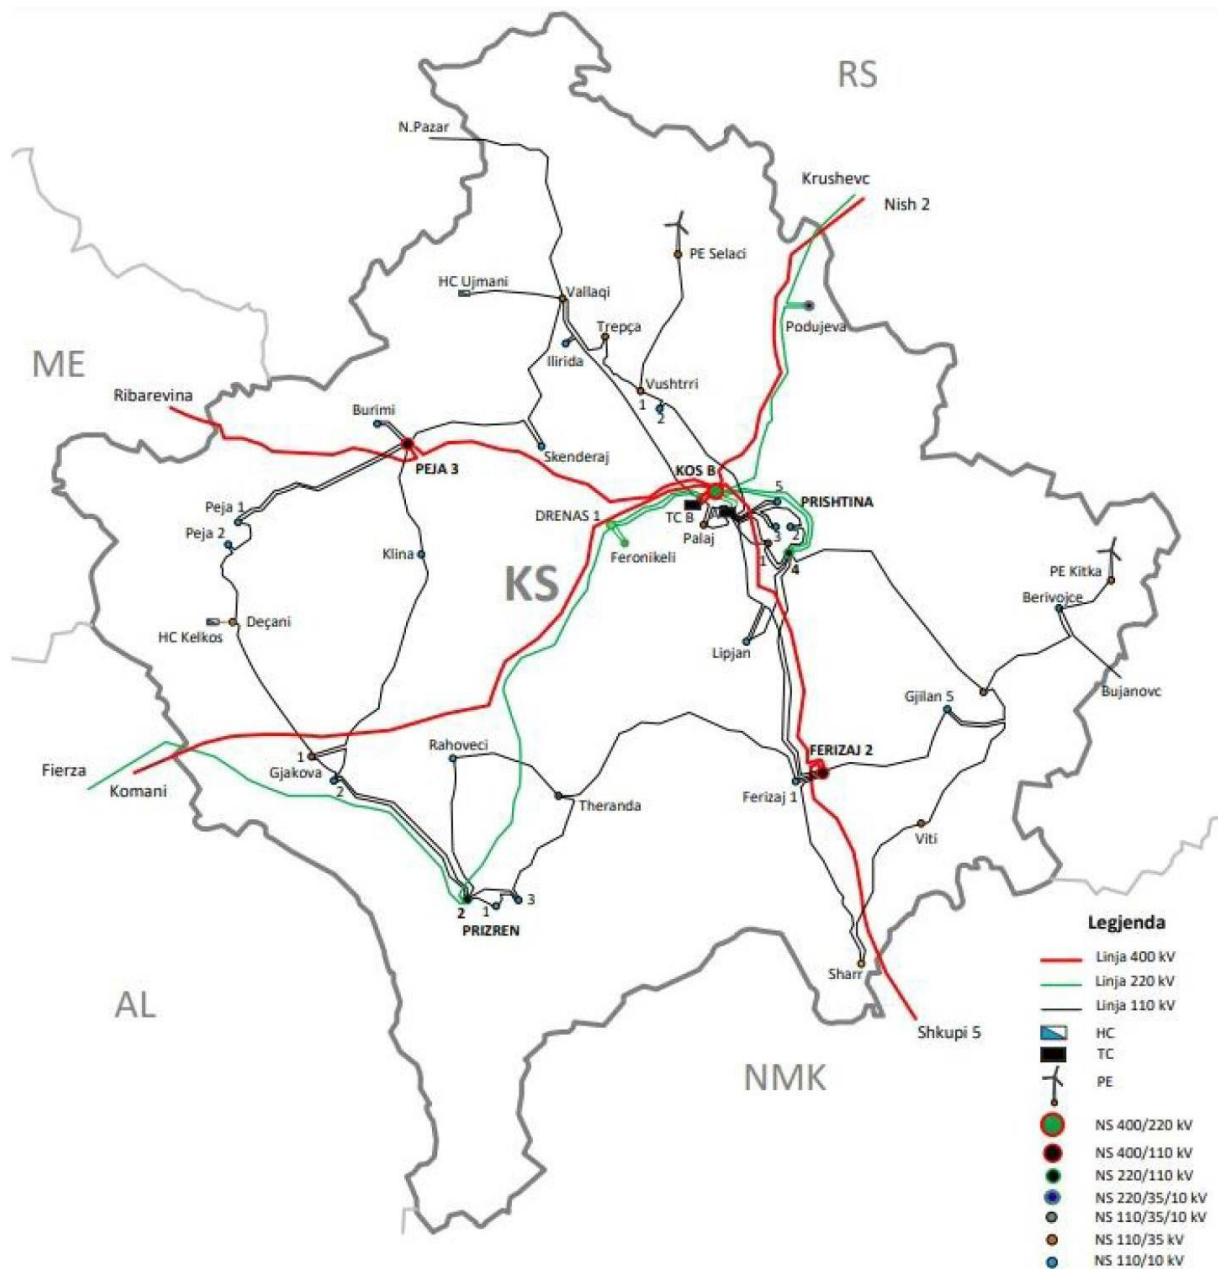 RS
N.Pazar
Krushevc
Nish 2
PE Selaci
HC Ujmani
Vallaqi
Podujeva
Trepça
Ilirida
ME
Vushtrri
1
2
Ribarevina
Burimi
Skenderaj
PEJA 3
KOS B
5
PRISHTINA
Peja 1
DRENAS 1
TC B
A
Peja 2
Palaj
3
2
Feronikeli
Klina
1
4
KS
PE Kitka
Berivojce
HC Kelkos
Deçani
Lipjan
Bujanovc
Gjilan 5
Rahoveci
FERIZAJ 2
1
Gjakova
Fierza
2
Komani
Ferizaj 1
Theranda
Viti
2
1
3
PRIZREN
Sharr
AL
Shkupi 5
NMK
Legjenda
Linja 400 kV
Linja 220 kV
Linja 110 kV
HC
TC
PE
NS 400/220 kV
NS 400/110 kV
NS 220/110 kV
NS 220/35/10 kV
NS 110/35/10 kV
NS 110/35 kV
NS 110/10 kV